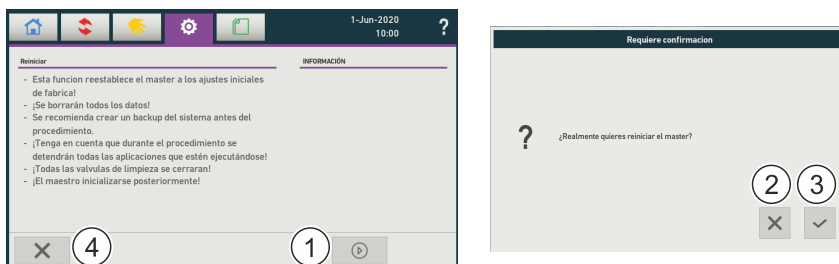 1-Jun-2020
10:00
?
Reiniciar
INFORMACIÓN
- Esta funcion reestablece el master a los ajustes iniciales
de fabrica!
- ¡Se borrarán todos los datos!
- Se recomienda crear un backup del sistema antes del
procedimiento.
- ¡Tenga en cuenta que durante el procedimiento se
detendrán todas las aplicaciones que estén ejecutándose!
- ¡Todas las valvulas de limpieza se cerraran!
- ¡El maestro inicializarse posteriormente!
4
1
Requiere confirmacion
?
¿Realmente quieres reiniciar el master?
2
3